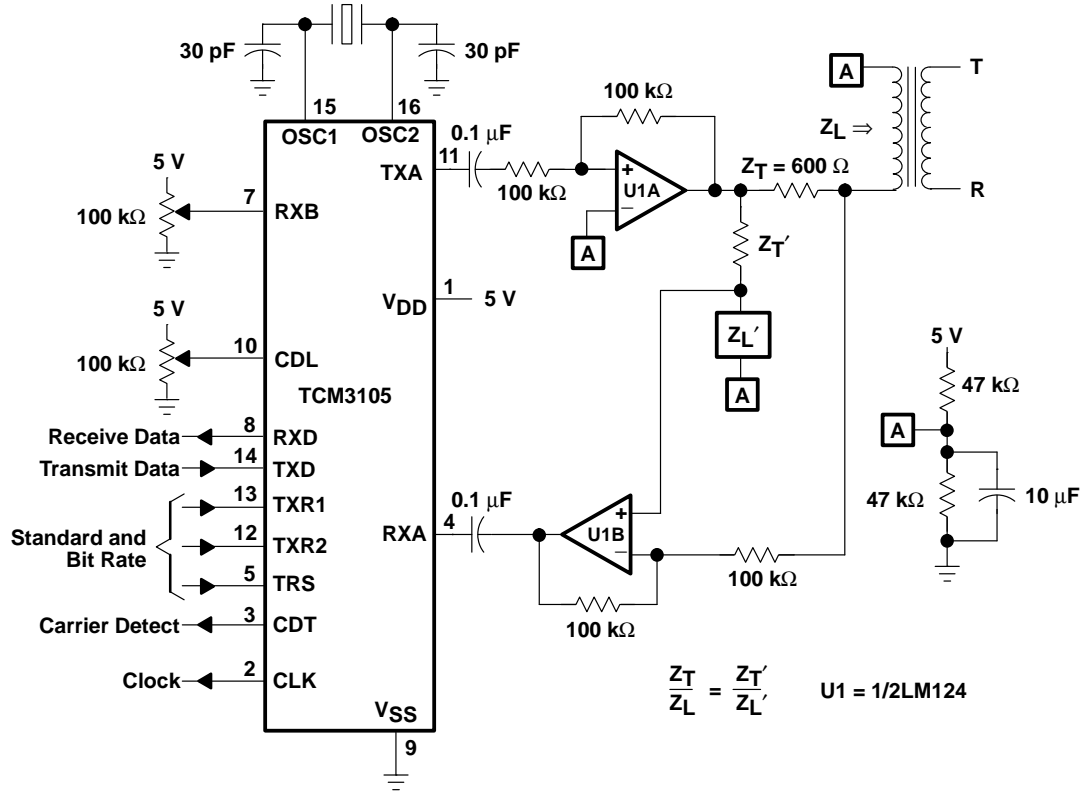 30 pF
30 pF
15
16
OSC1
OSC2
TXA
11
0.1 μF
100 kΩ
100 kΩ
+
−
U1A
A
ZT = 600 Ω
A
ZL ⇒
T
R
5 V
100 kΩ
7
RXB
ZT′
VDD
1
5 V
ZL′
A
5 V
100 kΩ
10
CDL
TCM3105
5 V
47 kΩ
A
47 kΩ
10 μF
Receive Data
8
RXD
Transmit Data
14
TXD
Standard and
Bit Rate
13
TXR1
12
TXR2
5
TRS
RXA
4
0.1 μF
+
−
U1B
100 kΩ
100 kΩ
Carrier Detect
3
CDT
Clock
2
CLK
VSS
9
ZT
ZL
=
ZT′
ZL′
U1 = 1/2LM124